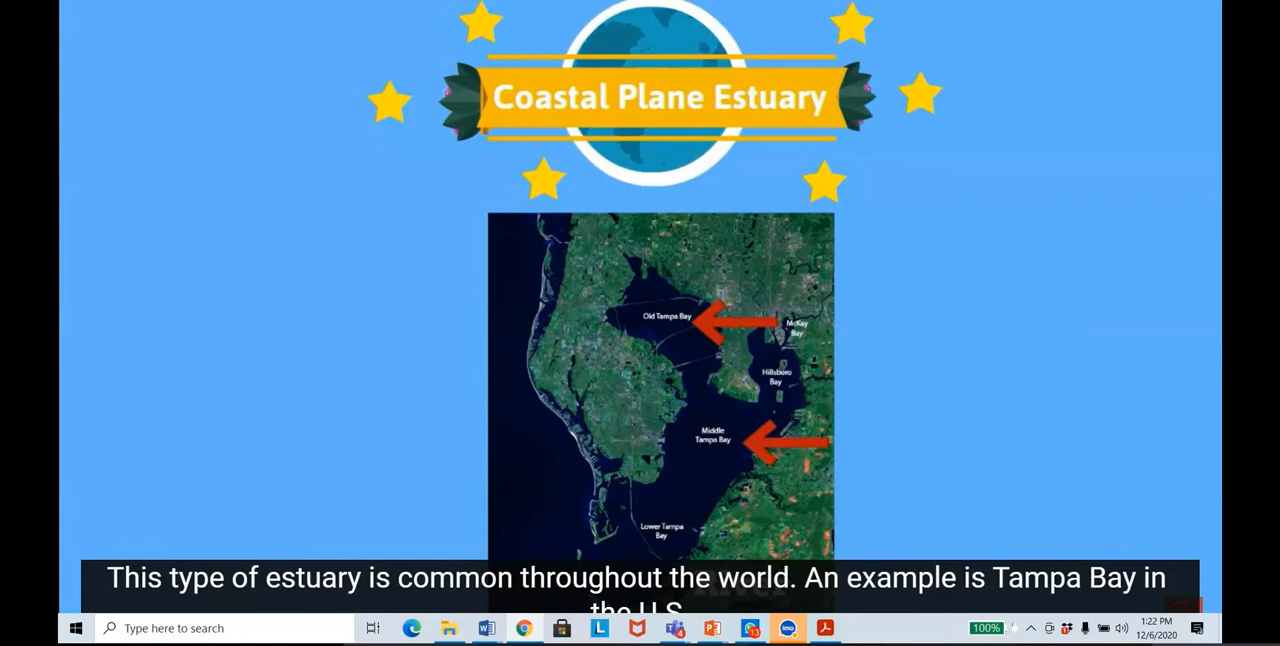 Coastal Plane Estuary
Old Tampa Bay
McKay
Bay
Hillsboro
Bay
Middle
Tampa Bay
Lower Tampa
Bay
River
This type of estuary is common throughout the world. An example is Tampa Bay in
the U.S.
Type here to search
100%
1:22 PM
12/6/2020